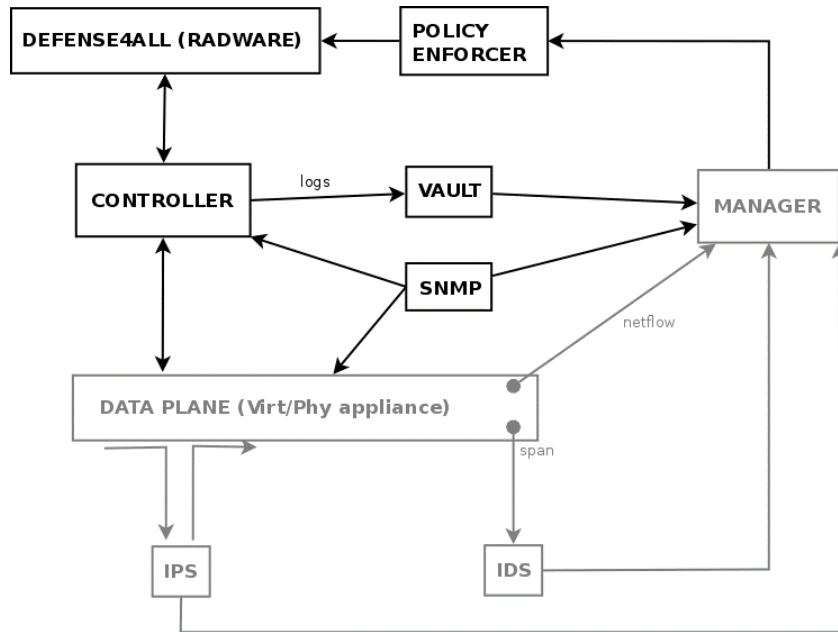 DEFENSE4ALL (RADWARE)
POLICY
ENFORCER
CONTROLLER
logs
VAULT
MANAGER
SNMP
netflow
DATA PLANE (Virt/Phy appliance)
span
IPS
IDS